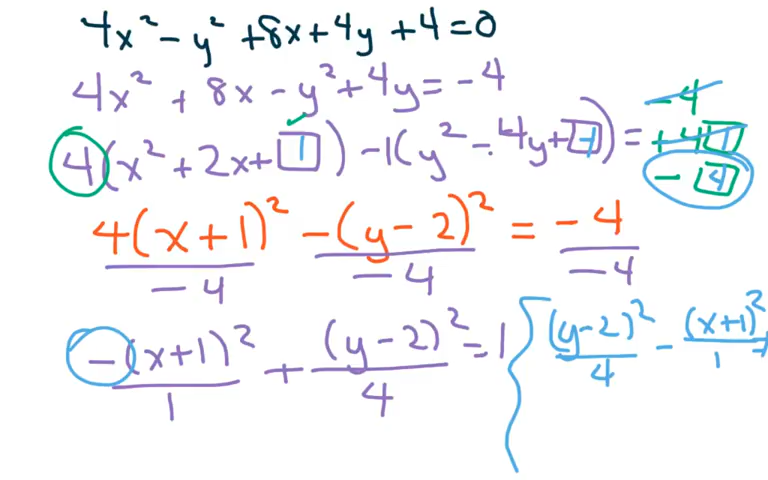 4x² - y² + 8x + 4y + 4 = 0
4x² + 8x - y² + 4y = -4
4(x² + 2x + 1) - 1(y² - 4y + ) = -4 + 4 1 - 4
4(x + 1)² / -4 - (y - 2)² / -4 = -4 / -4
-(x+1)² / 1 + (y-2)² / 4 = 1
(y-2)² / 4 - (x+1)² / 1 =